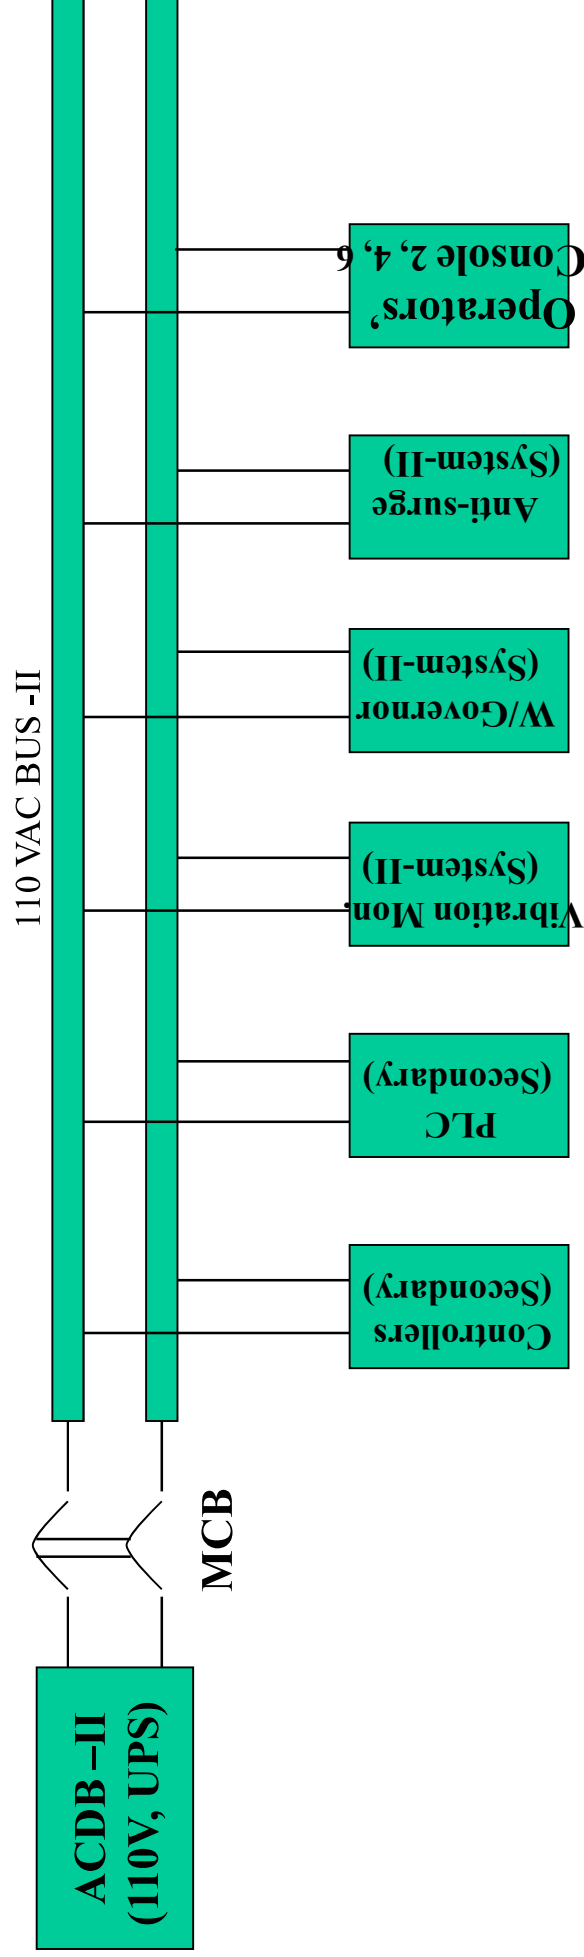 110 VAC BUS -II
ACDB –II
(110V, UPS)
MCB
Controllers
(Secondary)
PLC
(Secondary)
Vibration Mon.
(System-II)
W/Governor
(System-II)
Anti-surge
(System-II)
Operators’
Console 2, 4, 6